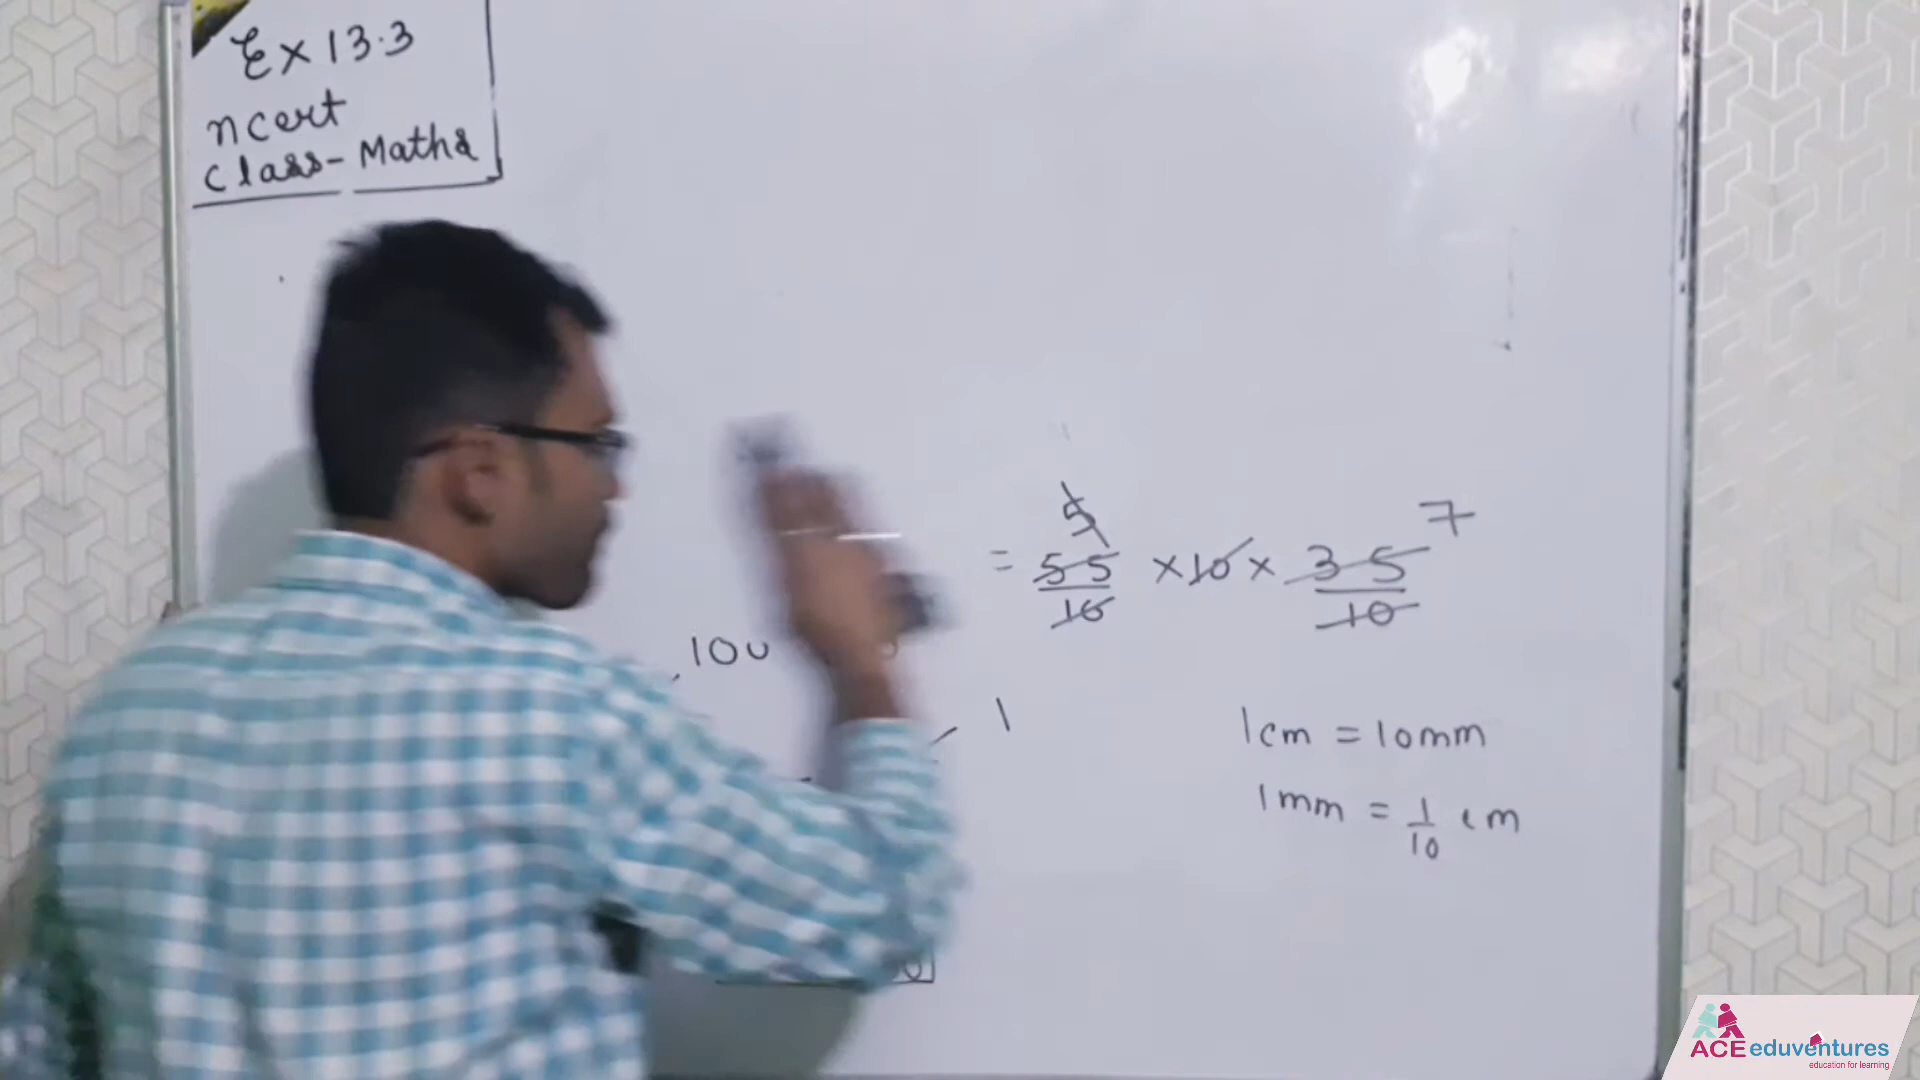 Ex 13.3
ncert
Class-Maths
5 7
= 55/10 ×10× 35/10
100
1
1cm = 10mm
1mm = 1/10 cm
ACE eduventures
education for learning